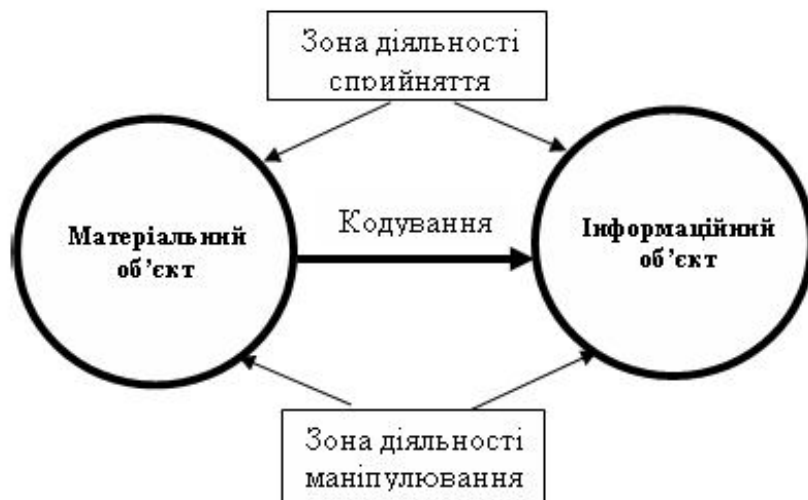 Зона діяльності
сприйняття
Кодування
Матеріальний
об’єкт
Інформаційний
об’єкт
Зона діяльності
маніпулювання